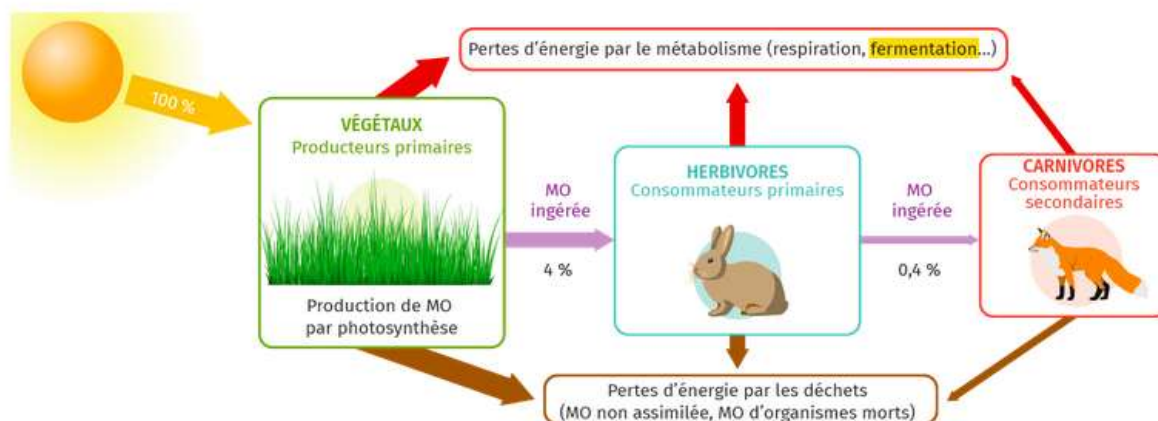 Pertes d'énergie par le métabolisme (respiration, fermentation...)
100 %
VÉGÉTAUX
Producteurs primaires
Production de MO
par photosynthèse
MO
ingérée
4 %
HERBIVORES
Consommateurs primaires
MO
ingérée
0,4 %
CARNIVORES
Consommateurs
secondaires
Pertes d'énergie par les déchets
(MO non assimilée, MO d'organismes morts)